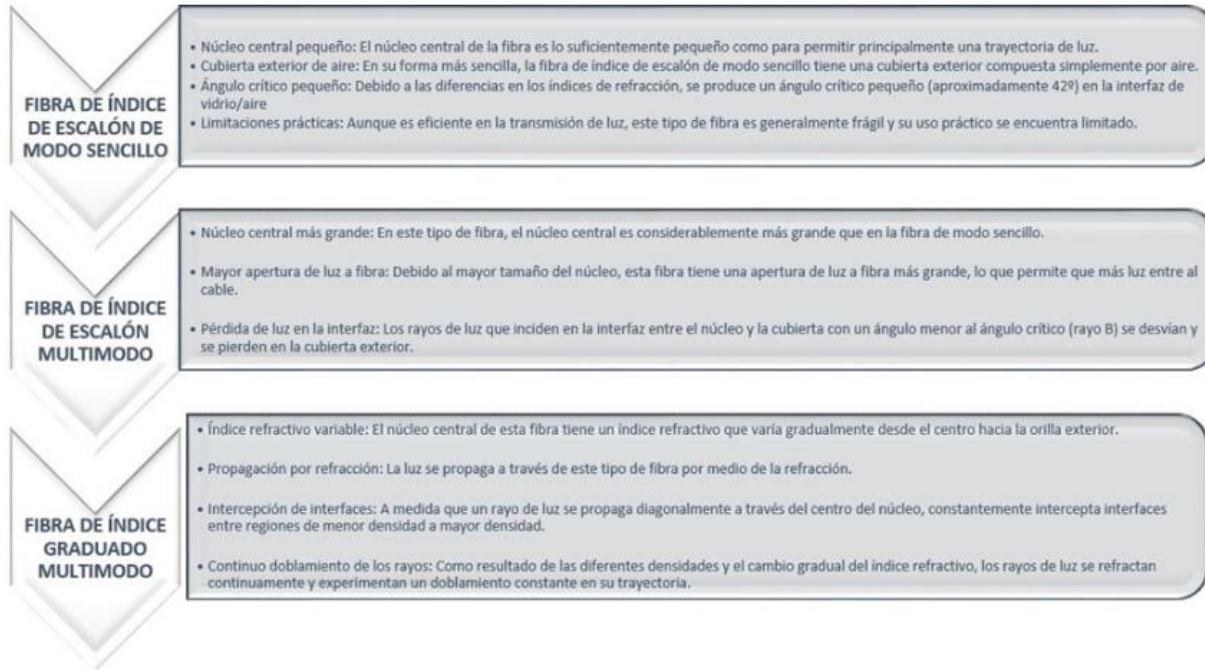 FIBRA DE ÍNDICE
DE ESCALÓN DE
MODO SENCILLO
• Núcleo central pequeño: El núcleo central de la fibra es lo suficientemente pequeño como para permitir principalmente una trayectoria de luz.
• Cubierta exterior de aire: En su forma más sencilla, la fibra de índice de escalón de modo sencillo tiene una cubierta exterior compuesta simplemente por aire.
• Ángulo crítico pequeño: Debido a las diferencias en los índices de refracción, se produce un ángulo crítico pequeño (aproximadamente 42º) en la interfaz de
vidrio/aire
• Limitaciones prácticas: Aunque es eficiente en la transmisión de luz, este tipo de fibra es generalmente frágil y su uso práctico se encuentra limitado.
FIBRA DE ÍNDICE
DE ESCALÓN
MULTIMODO
• Núcleo central más grande: En este tipo de fibra, el núcleo central es considerablemente más grande que en la fibra de modo sencillo.
• Mayor apertura de luz a fibra: Debido al mayor tamaño del núcleo, esta fibra tiene una apertura de luz a fibra más grande, lo que permite que más luz entre al
cable.
• Pérdida de luz en la interfaz: Los rayos de luz que inciden en la interfaz entre el núcleo y la cubierta con un ángulo menor al ángulo crítico (rayo B) se desvían y
se pierden en la cubierta exterior.
FIBRA DE ÍNDICE
GRADUADO
MULTIMODO
• Índice refractivo variable: El núcleo central de esta fibra tiene un índice refractivo que varía gradualmente desde el centro hacia la orilla exterior.
• Propagación por refracción: La luz se propaga a través de este tipo de fibra por medio de la refracción.
• Intercepción de interfaces: A medida que un rayo de luz se propaga diagonalmente a través del centro del núcleo, constantemente intercepta interfaces
entre regiones de menor densidad a mayor densidad.
• Continuo doblamiento de los rayos: Como resultado de las diferentes densidades y el cambio gradual del índice refractivo, los rayos de luz se refractan
continuamente y experimentan un doblamiento constante en su trayectoria.